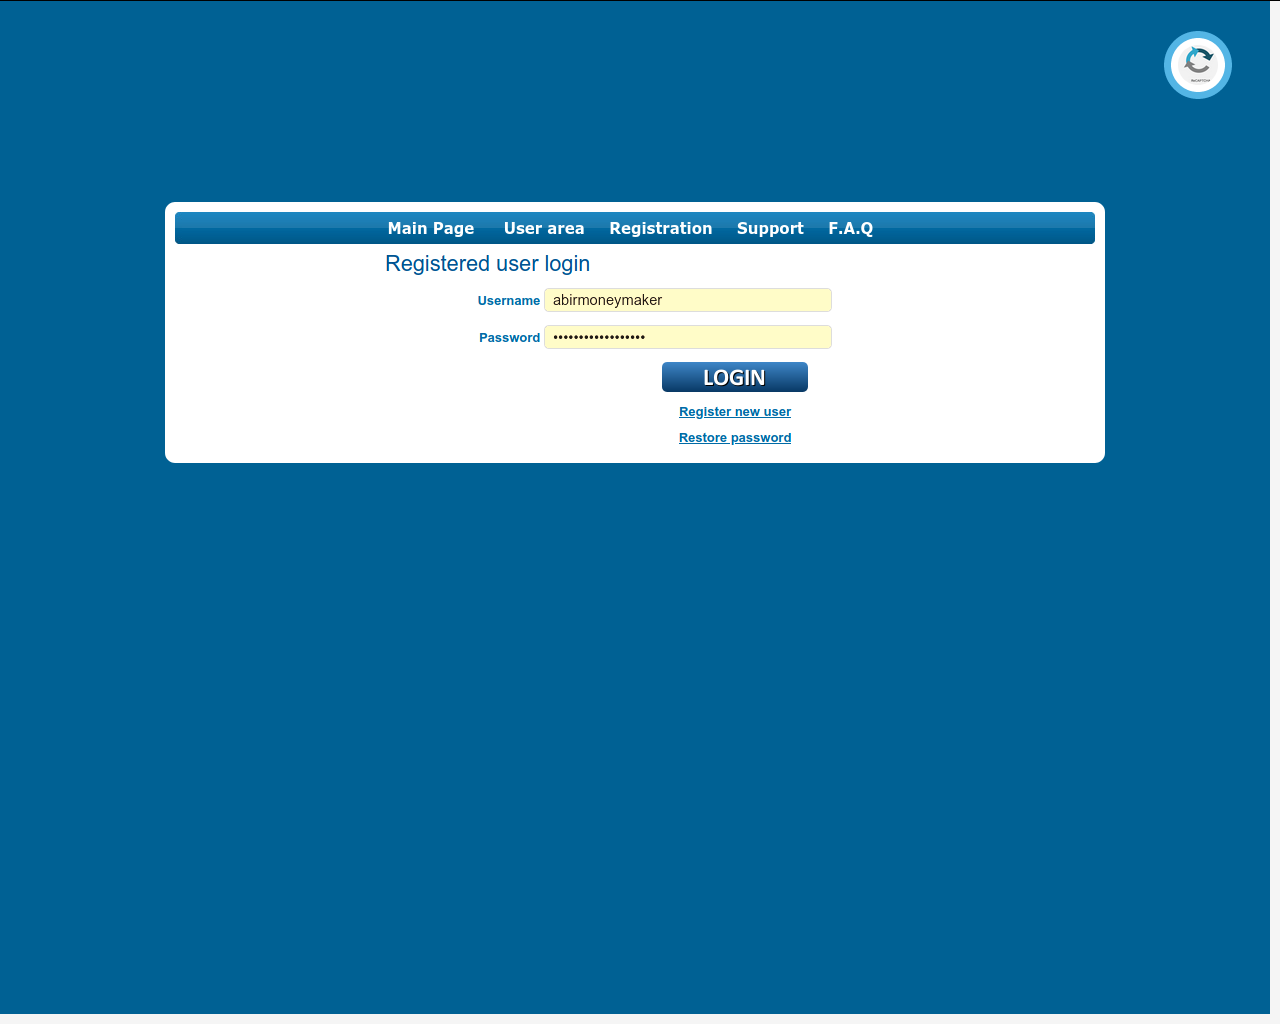 Main Page User area Registration Support F.A.Q
Registered user login
Username abirmoneymaker
Password ••••••••••••••••••
LOGIN
Register new user
Restore password